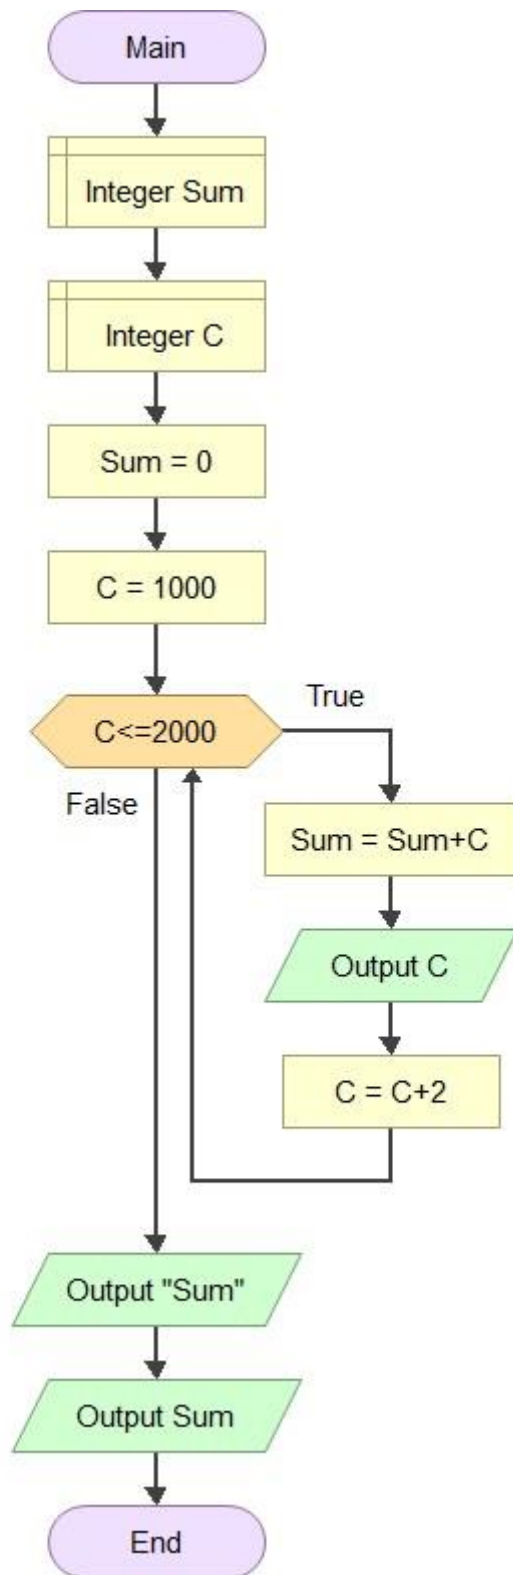 Main
Integer Sum
Integer C
Sum = 0
C = 1000
C<=2000
True
False
Sum = Sum+C
Output C
C = C+2
Output "Sum"
Output Sum
End